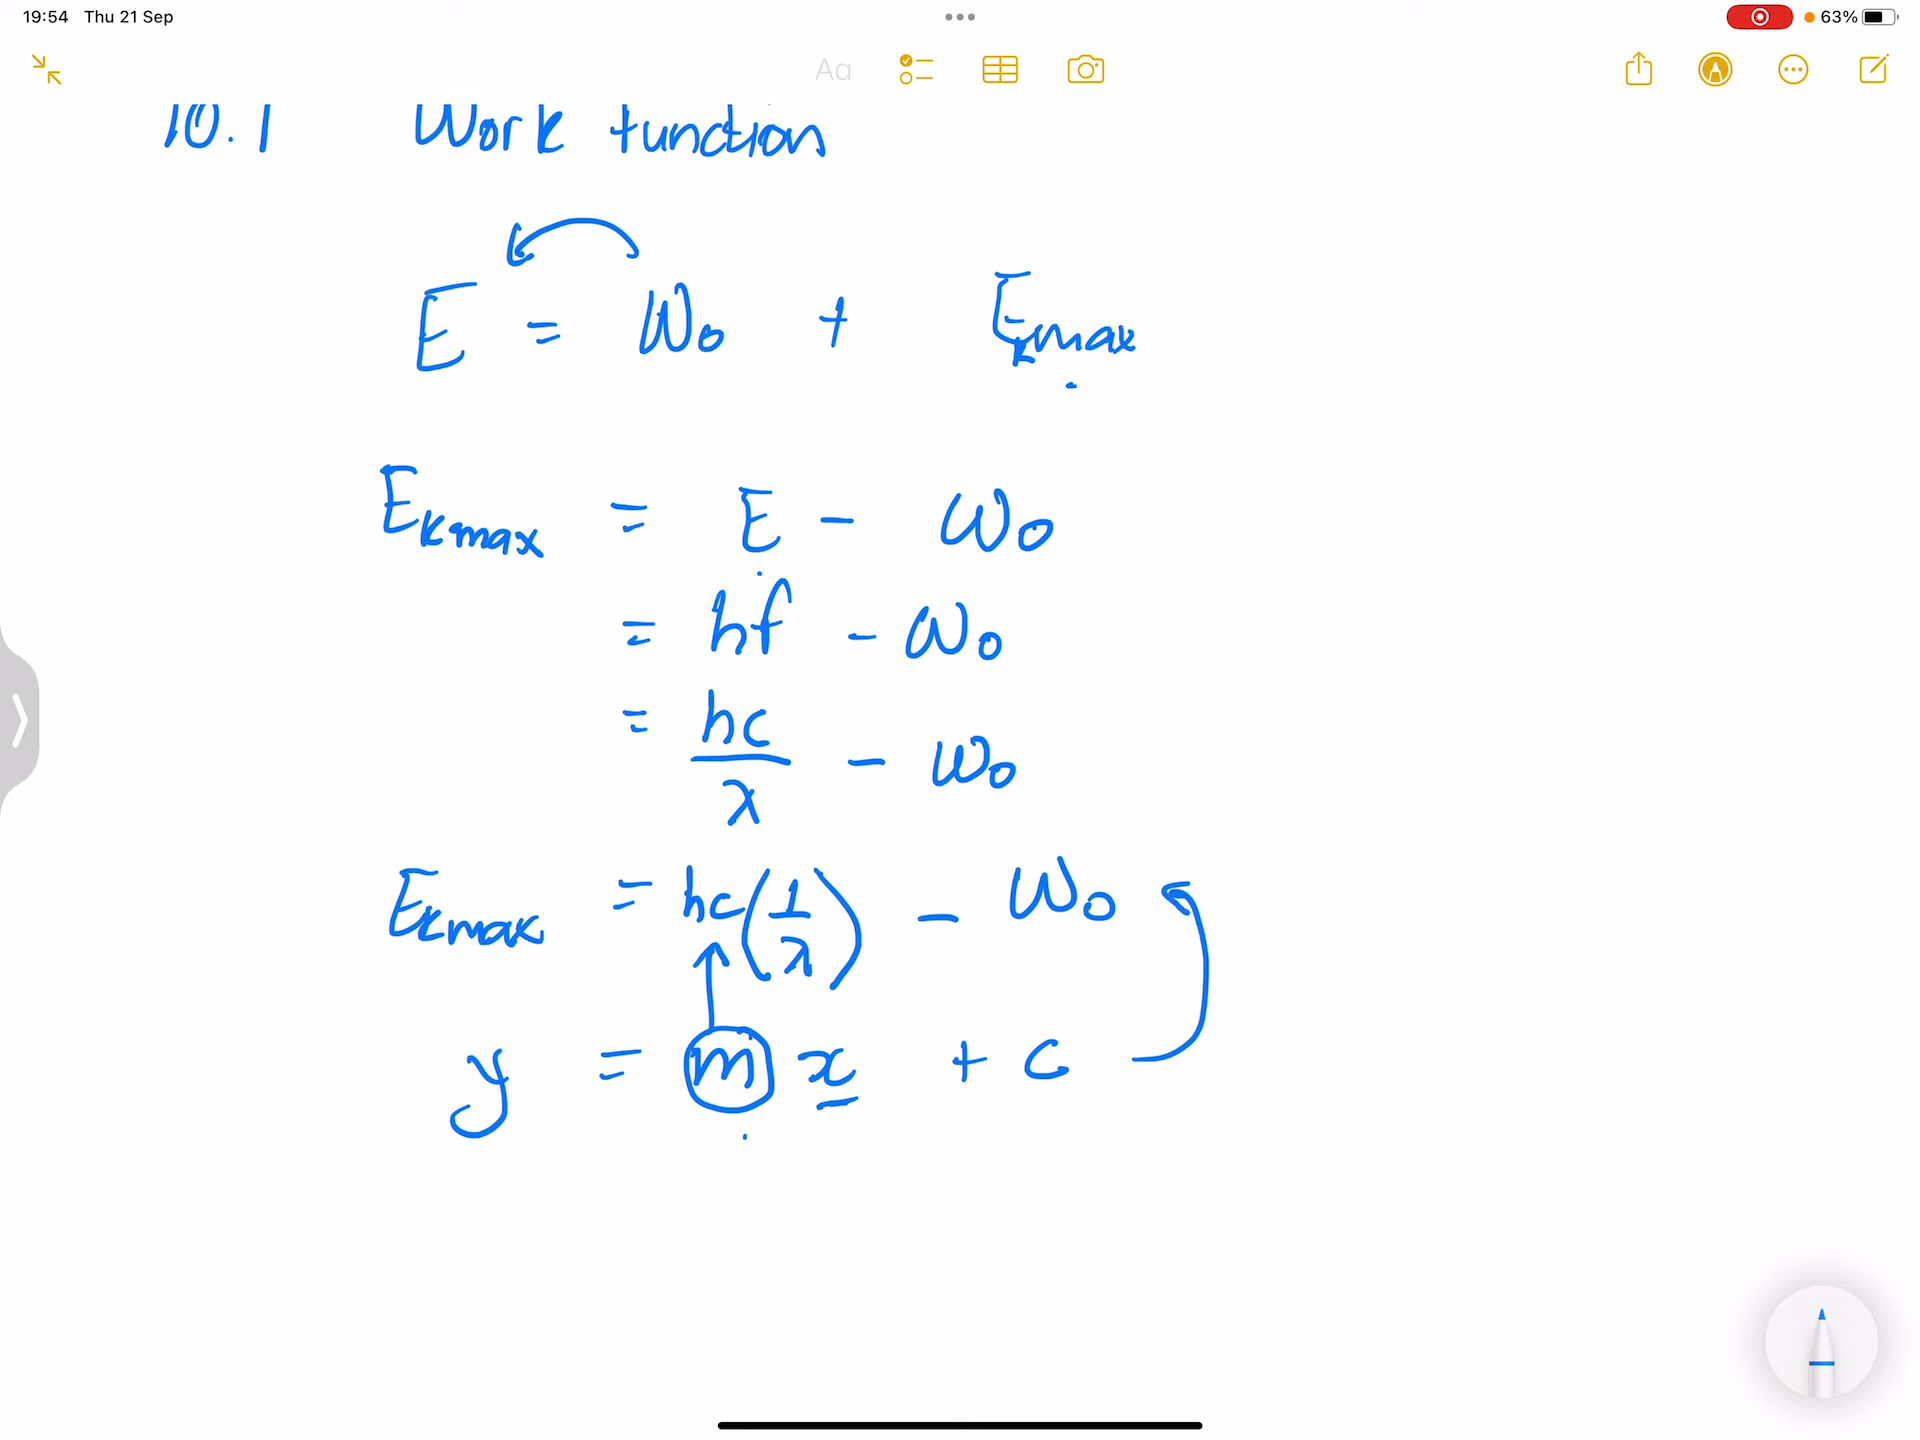 19:54 Thu 21 Sep 63%
Aa
10.1 Work function
E = W₀ + Eₖmax
Eₖmax = E - W₀
= hf - W₀
= hc/λ - W₀
Eₖmax = hc(1/λ) - W₀
y = m x + c